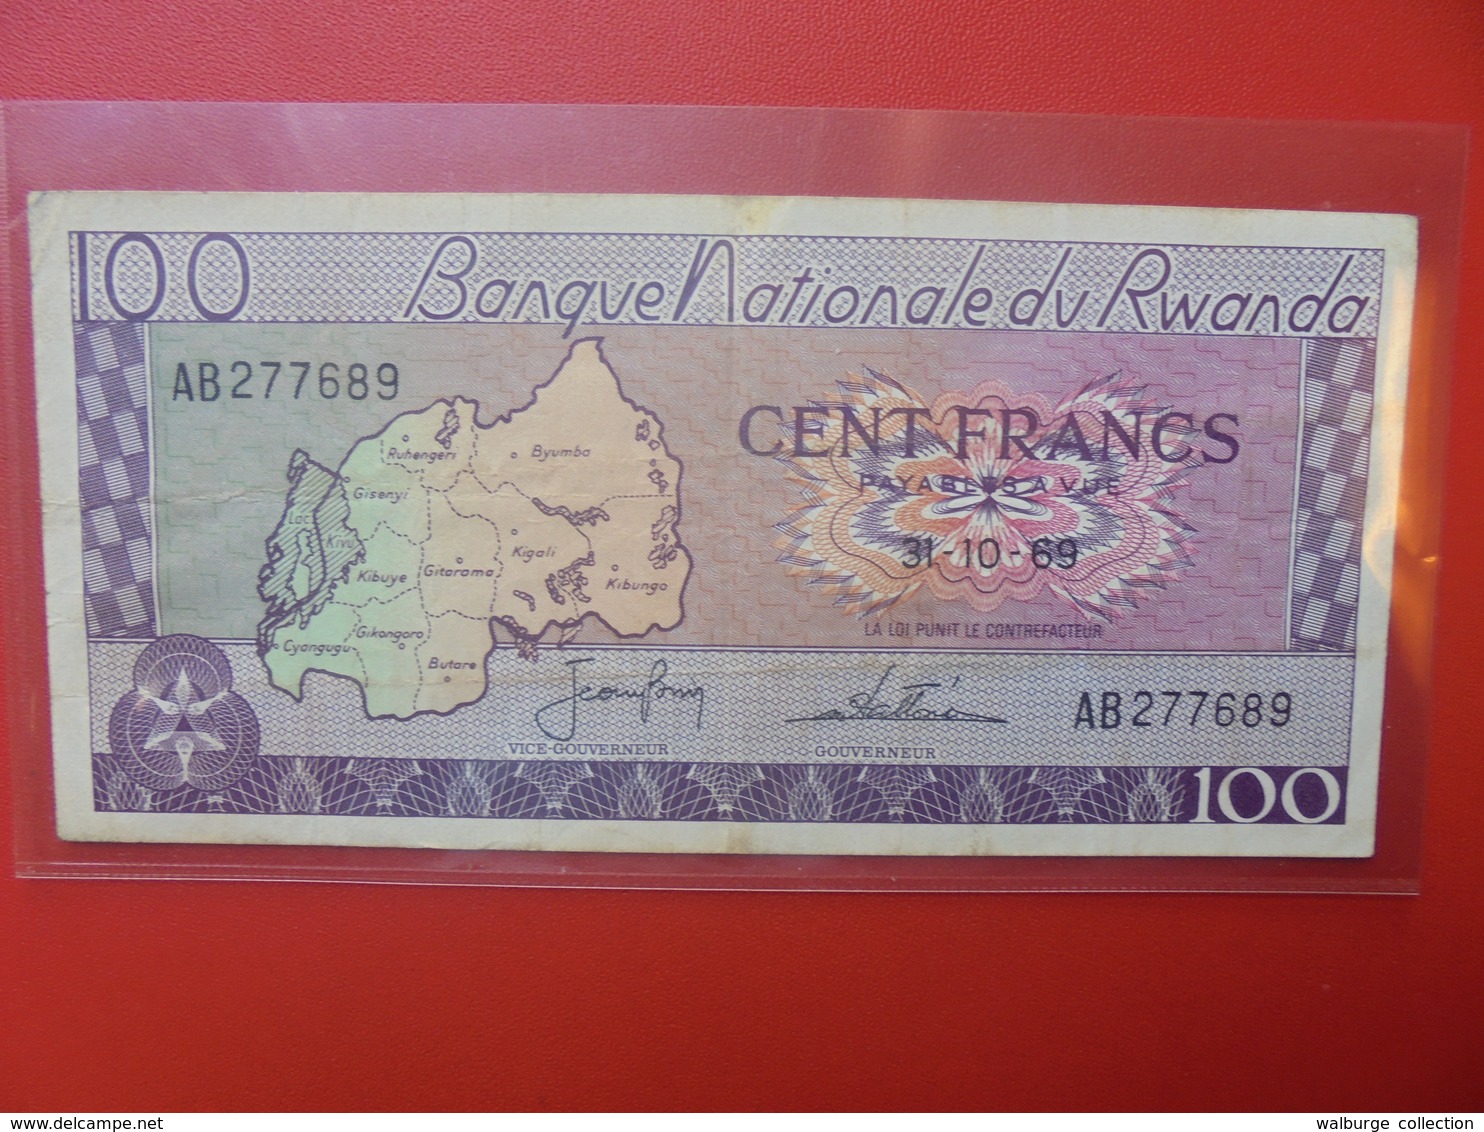 100 Banque Nationale du Rwanda
AB277689
CENT FRANCS
PAYABLES A VUE
31-10-69
LA LOI PUNIT LE CONTREFACTEUR
Ruhengeri
Byumba
Gisenyi
Lac
Kivu
Kigali
Kibuye
Gitarama
Kibungo
Gikongoro
Cyangugu
Butare
VICE-GOUVERNEUR
GOUVERNEUR
AB277689
100
delcampe.net
walburge collection